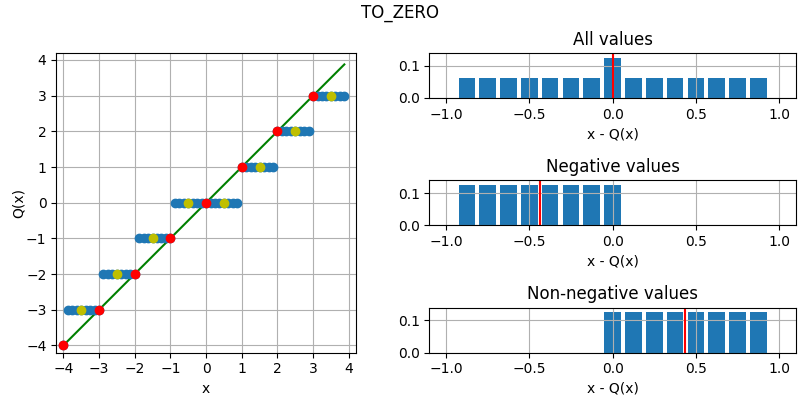 TO_ZERO
4
3
2
1
0
−1
−2
−3
−4
Q(x)
−4 −3 −2 −1 0 1 2 3 4
x
All values
0.1
0.0
−1.0 −0.5 0.0 0.5 1.0
x - Q(x)
Negative values
0.1
0.0
−1.0 −0.5 0.0 0.5 1.0
x - Q(x)
Non-negative values
0.1
0.0
−1.0 −0.5 0.0 0.5 1.0
x - Q(x)